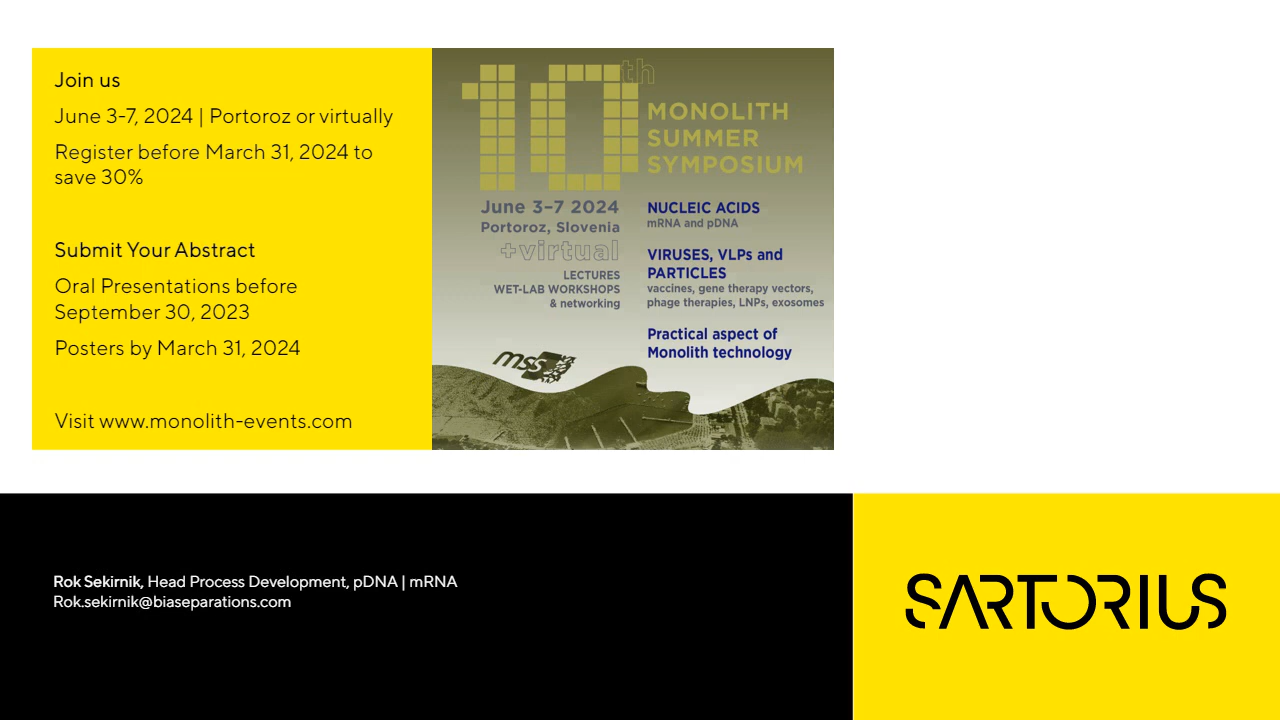 Join us
June 3-7, 2024 | Portoroz or virtually
Register before March 31, 2024 to
save 30%
Submit Your Abstract
Oral Presentations before
September 30, 2023
Posters by March 31, 2024
Visit www.monolith-events.com
10th
MONOLITH
SUMMER
SYMPOSIUM
June 3–7 2024
Portoroz, Slovenia
+virtual
LECTURES
WET-LAB WORKSHOPS
& networking
NUCLEIC ACIDS
mRNA and pDNA
VIRUSES, VLPs and
PARTICLES
vaccines, gene therapy vectors,
phage therapies, LNPs, exosomes
Practical aspect of
Monolith technology
mss
Rok Sekirnik, Head Process Development, pDNA | mRNA
Rok.sekirnik@biaseparations.com
SARTORIUS